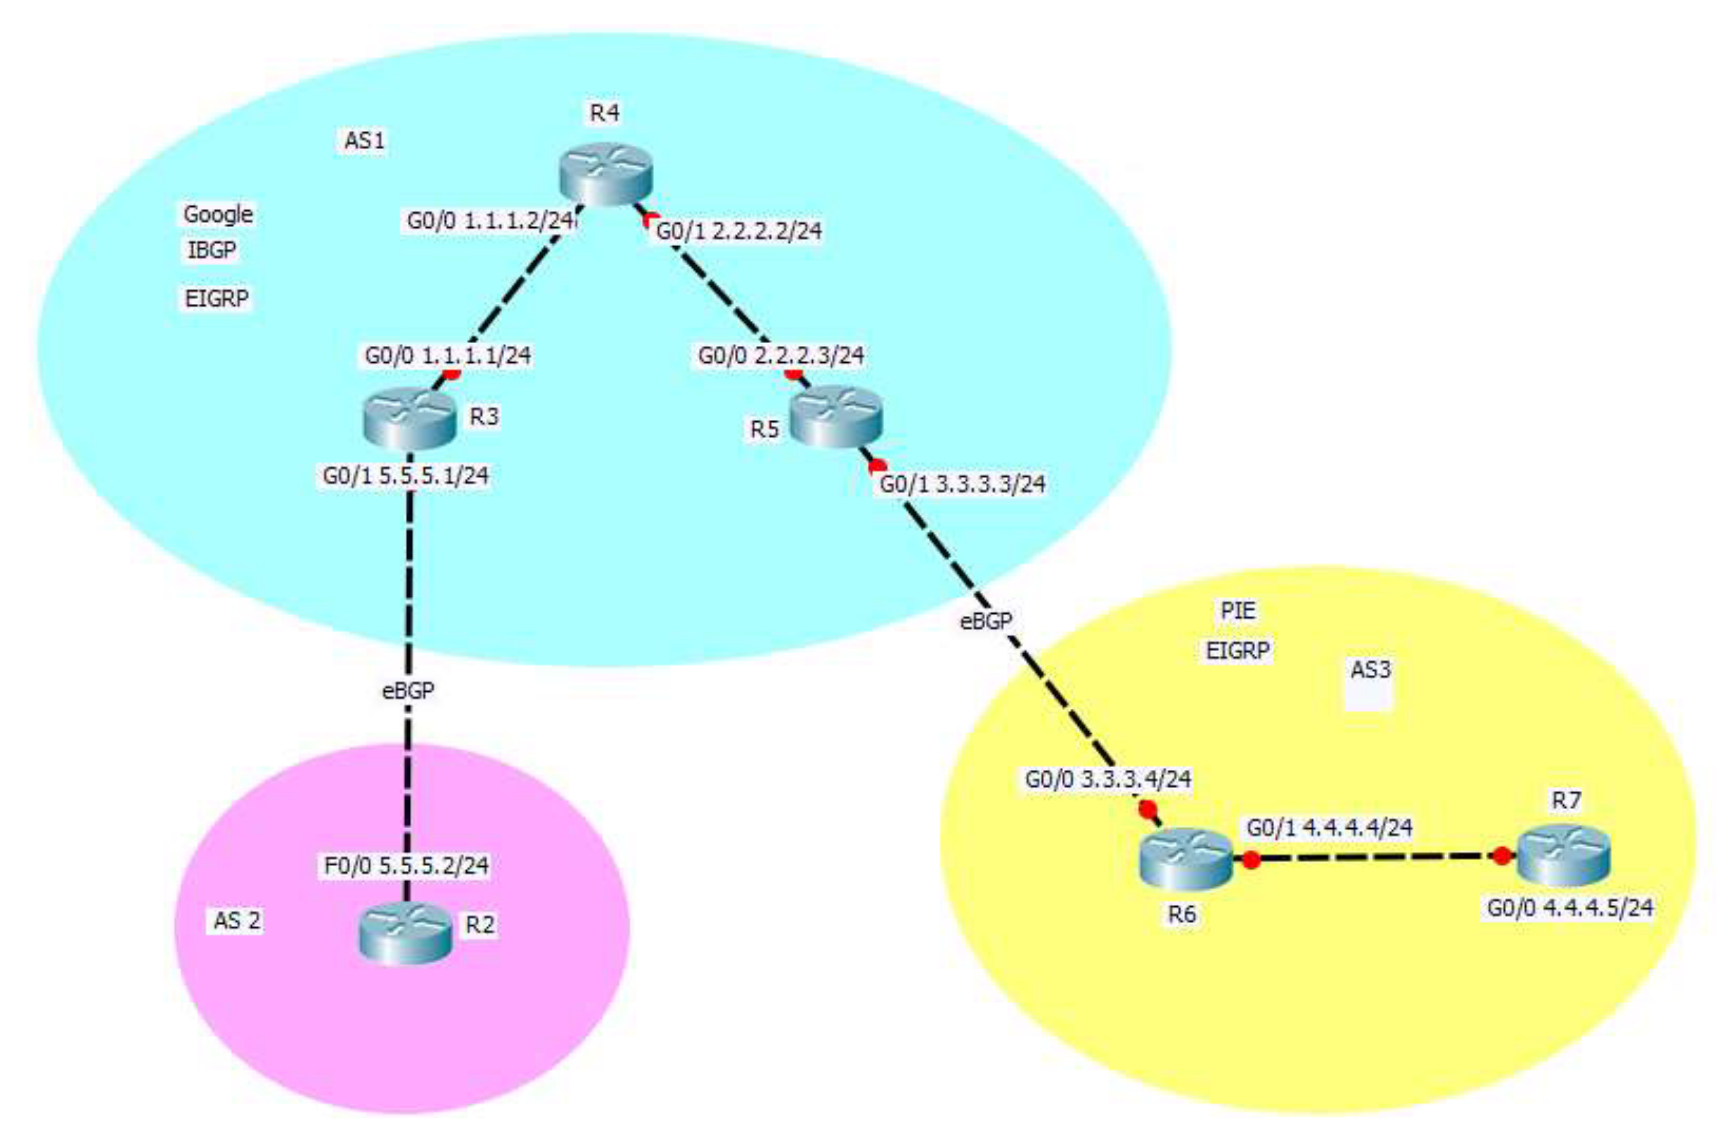 R4
AS1
Google
IBGP
EIGRP
G0/0 1.1.1.2/24
G0/1 2.2.2.2/24
G0/0 1.1.1.1/24
G0/0 2.2.2.3/24
R3
R5
G0/1 5.5.5.1/24
G0/1 3.3.3.3/24
eBGP
eBGP
PIE
EIGRP
AS3
G0/0 3.3.3.4/24
R7
G0/1 4.4.4.4/24
R6
G0/0 4.4.4.5/24
F0/0 5.5.5.2/24
AS 2
R2